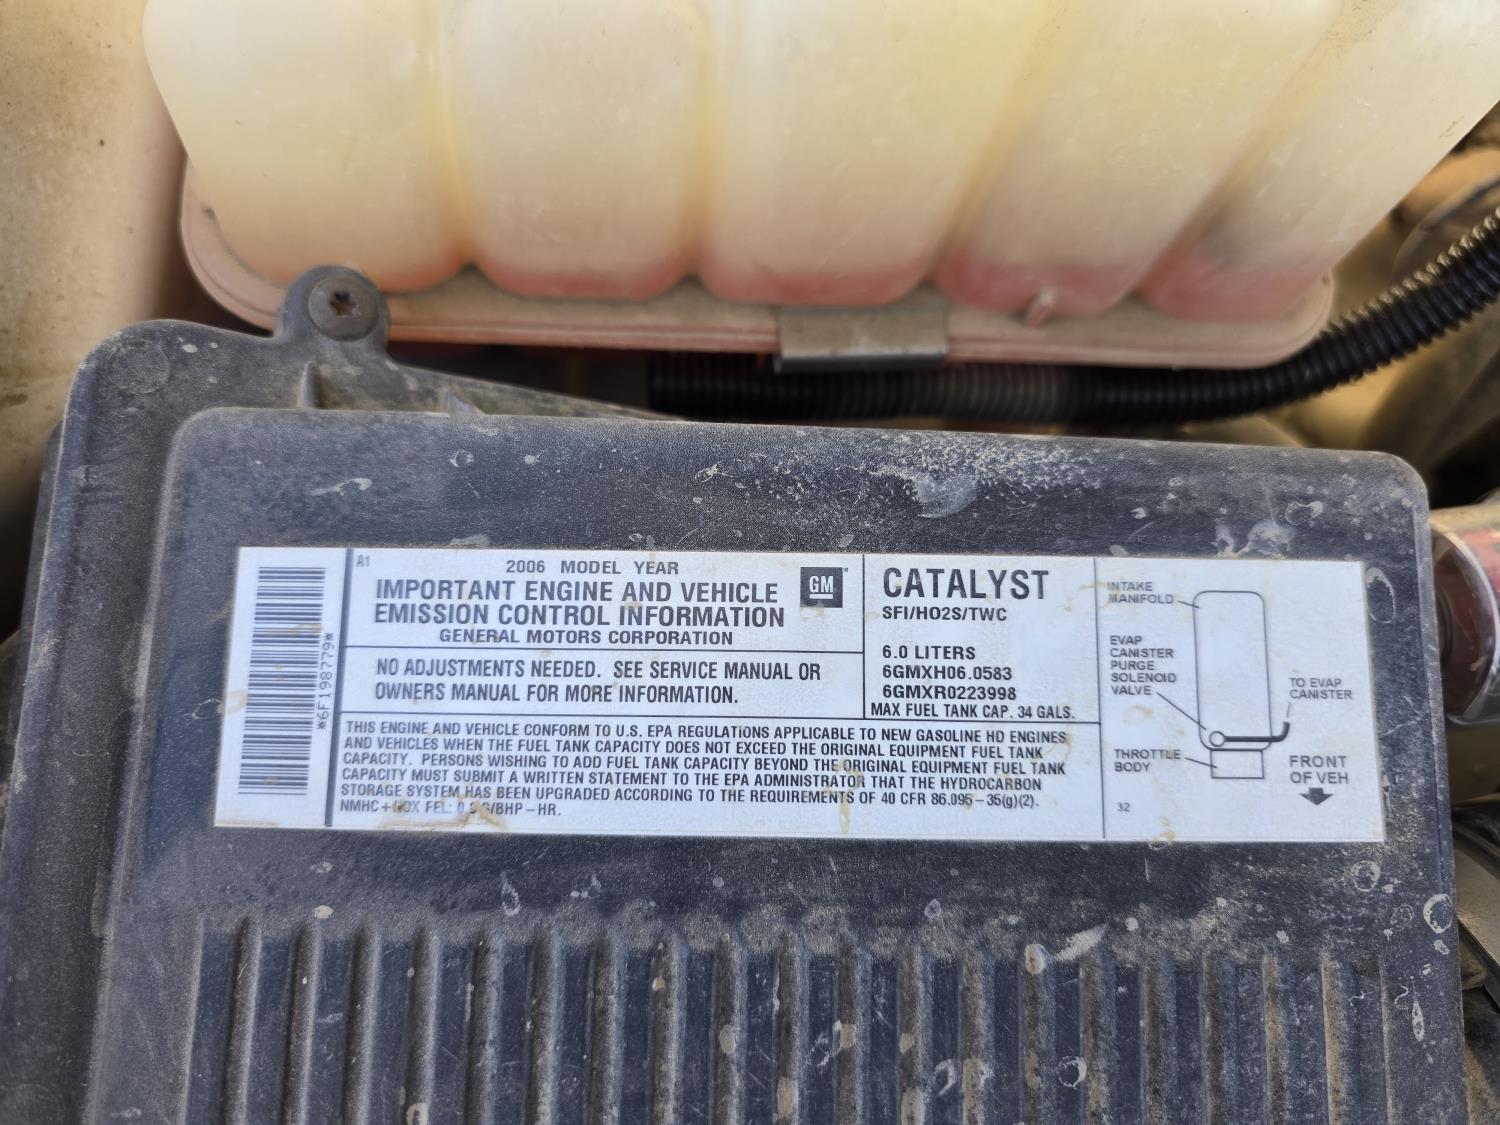 *6F198779*
A1
2006 MODEL YEAR
IMPORTANT ENGINE AND VEHICLE
EMISSION CONTROL INFORMATION
GENERAL MOTORS CORPORATION
GM
NO ADJUSTMENTS NEEDED. SEE SERVICE MANUAL OR
OWNERS MANUAL FOR MORE INFORMATION.
CATALYST
SFI/HO2S/TWC
6.0 LITERS
6GMXH06.0583
6GMXR0223998
MAX FUEL TANK CAP. 34 GALS.
THIS ENGINE AND VEHICLE CONFORM TO U.S. EPA REGULATIONS APPLICABLE TO NEW GASOLINE HD ENGINES
AND VEHICLES WHEN THE FUEL TANK CAPACITY DOES NOT EXCEED THE ORIGINAL EQUIPMENT FUEL TANK
CAPACITY. PERSONS WISHING TO ADD FUEL TANK CAPACITY BEYOND THE ORIGINAL EQUIPMENT FUEL TANK
CAPACITY MUST SUBMIT A WRITTEN STATEMENT TO THE EPA ADMINISTRATOR THAT THE HYDROCARBON
STORAGE SYSTEM HAS BEEN UPGRADED ACCORDING TO THE REQUIREMENTS OF 40 CFR 86.095-35(g)(2).
NMHC+NOX FEL: G/BHP-HR.
INTAKE
MANIFOLD
EVAP
CANISTER
PURGE
SOLENOID
VALVE
TO EVAP
CANISTER
THROTTLE
BODY
FRONT
OF VEH
32